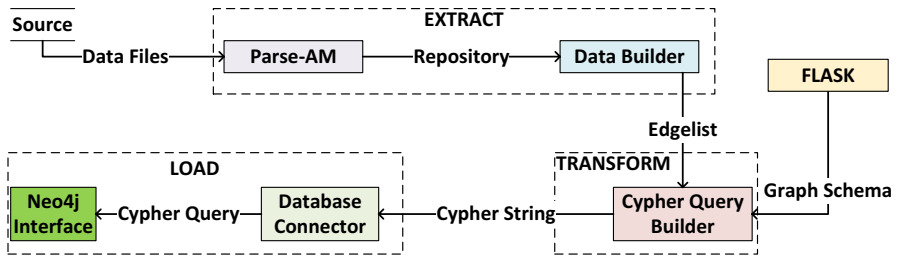 EXTRACT
Source
Data Files
Parse-AM
Repository
Data Builder
FLASK
Edgelist
LOAD
TRANSFORM
Neo4j
Interface
Cypher Query
Database
Connector
Cypher String
Cypher Query
Builder
Graph Schema